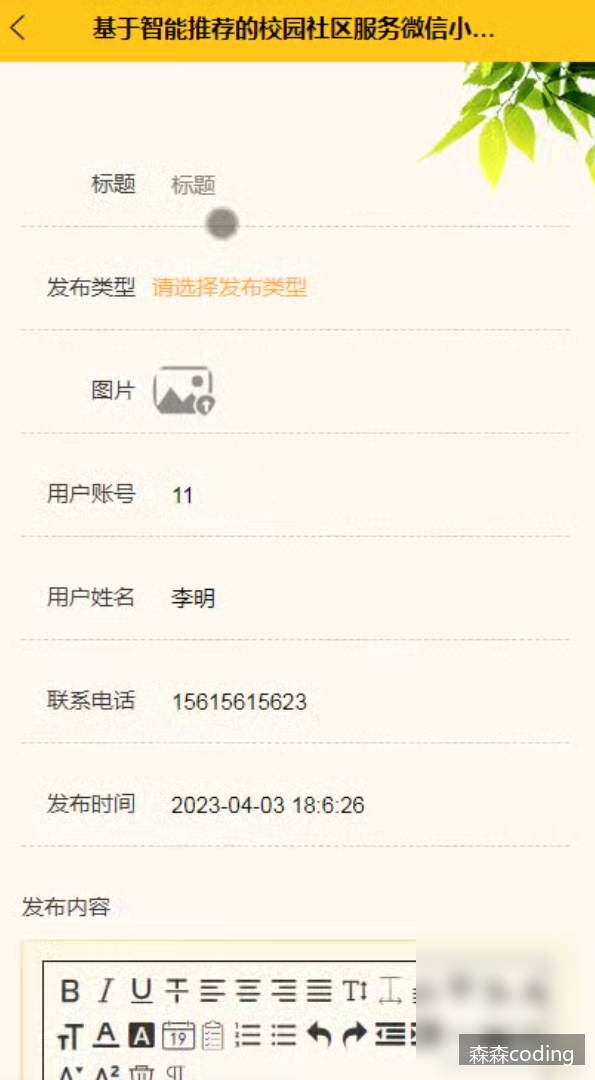 基于智能推荐的校园社区服务微信小...
标题 标题
发布类型 请选择发布类型
图片
用户账号 11
用户姓名 李明
联系电话 15615615623
发布时间 2023-04-03 18:6:26
发布内容
森森coding